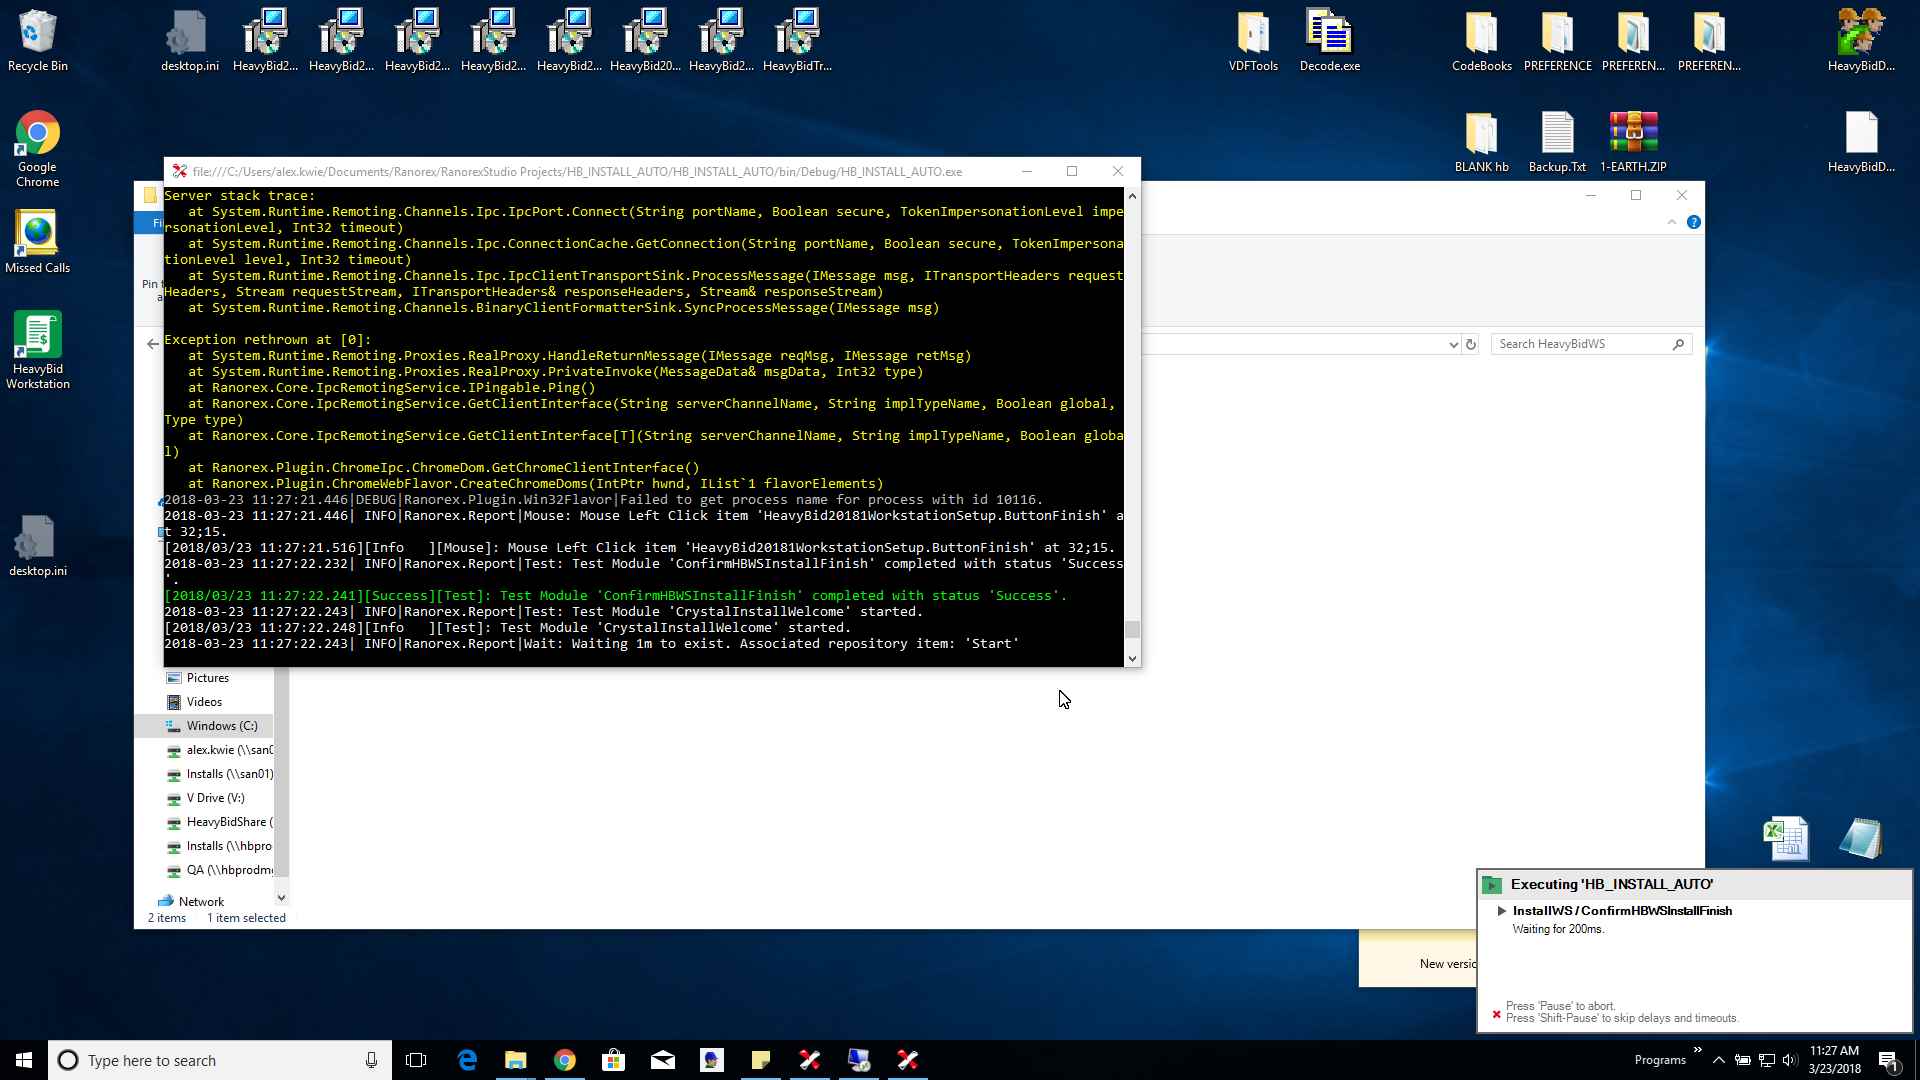 Recycle Bin
desktop.ini
HeavyBid2...
HeavyBid2...
HeavyBid2...
HeavyBid2...
HeavyBid2...
HeavyBid20...
HeavyBid2...
HeavyBidTr...
VDFTools
Decode.exe
CodeBooks
PREFERENCE
PREFEREN...
PREFEREN...
HeavyBidD...
Google
Chrome
BLANK hb
Backup.Txt
1-EARTH.ZIP
HeavyBidD...
Missed Calls
HeavyBid
Workstation
desktop.ini
file:///C:/Users/alex.kwie/Documents/Ranorex/RanorexStudio Projects/HB_INSTALL_AUTO/HB_INSTALL_AUTO/bin/Debug/HB_INSTALL_AUTO.exe
Server stack trace:
at System.Runtime.Remoting.Channels.Ipc.IpcPort.Connect(String portName, Boolean secure, TokenImpersonationLevel impe
rsonationLevel, Int32 timeout)
at System.Runtime.Remoting.Channels.Ipc.ConnectionCache.GetConnection(String portName, Boolean secure, TokenImpersona
tionLevel level, Int32 timeout)
at System.Runtime.Remoting.Channels.Ipc.IpcClientTransportSink.ProcessMessage(IMessage msg, ITransportHeaders request
Headers, Stream requestStream, ITransportHeaders& responseHeaders, Stream& responseStream)
at System.Runtime.Remoting.Channels.BinaryClientFormatterSink.SyncProcessMessage(IMessage msg)
Exception rethrown at [0]:
at System.Runtime.Remoting.Proxies.RealProxy.HandleReturnMessage(IMessage reqMsg, IMessage retMsg)
at System.Runtime.Remoting.Proxies.RealProxy.PrivateInvoke(MessageData& msgData, Int32 type)
at Ranorex.Core.IpcRemotingService.IPingable.Ping()
at Ranorex.Core.IpcRemotingService.GetClientInterface(String serverChannelName, String implTypeName, Boolean global,
Type type)
at Ranorex.Core.IpcRemotingService.GetClientInterface[T](String serverChannelName, String implTypeName, Boolean globa
l)
at Ranorex.Plugin.ChromeIpc.ChromeDom.GetChromeClientInterface()
at Ranorex.Plugin.ChromeWebFlavor.CreateChromeDoms(IntPtr hwnd, IList`1 flavorElements)
2018-03-23 11:27:21.446|DEBUG|Ranorex.Plugin.Win32Flavor|Failed to get process name for process with id 10116.
2018-03-23 11:27:21.446| INFO|Ranorex.Report|Mouse: Mouse Left Click item 'HeavyBid20181WorkstationSetup.ButtonFinish' a
t 32;15.
[2018/03/23 11:27:21.516][Info   ][Mouse]: Mouse Left Click item 'HeavyBid20181WorkstationSetup.ButtonFinish' at 32;15.
2018-03-23 11:27:22.232| INFO|Ranorex.Report|Test: Test Module 'ConfirmHBWSInstallFinish' completed with status 'Success
'.
[2018/03/23 11:27:22.241][Success][Test]: Test Module 'ConfirmHBWSInstallFinish' completed with status 'Success'.
2018-03-23 11:27:22.243| INFO|Ranorex.Report|Test: Test Module 'CrystalInstallWelcome' started.
[2018/03/23 11:27:22.248][Info   ][Test]: Test Module 'CrystalInstallWelcome' started.
2018-03-23 11:27:22.243| INFO|Ranorex.Report|Wait: Waiting 1m to exist. Associated repository item: 'Start'
Fi
Pin t
a
Search HeavyBidWS
Pictures
Videos
Windows (C:)
alex.kwie (\\san0
Installs (\\san01)
V Drive (V:)
HeavyBidShare (
Installs (\\hbpro
QA (\\hbprodm
Network
2 items
1 item selected
New versio
Executing 'HB_INSTALL_AUTO'
InstallWS / ConfirmHBWSInstallFinish
Waiting for 200ms.
Press 'Pause' to abort.
Press 'Shift-Pause' to skip delays and timeouts.
Type here to search
Programs
11:27 AM
3/23/2018
1